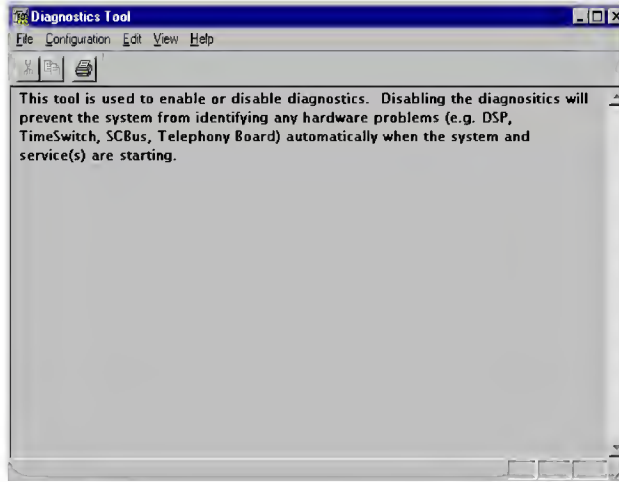 Diagnostics Tool
File Configuration Edit View Help
This tool is used to enable or disable diagnostics. Disabling the diagnositics will
prevent the system from identifying any hardware problems (e.g. DSP,
TimeSwitch, SCBus, Telephony Board) automatically when the system and
service(s) are starting.